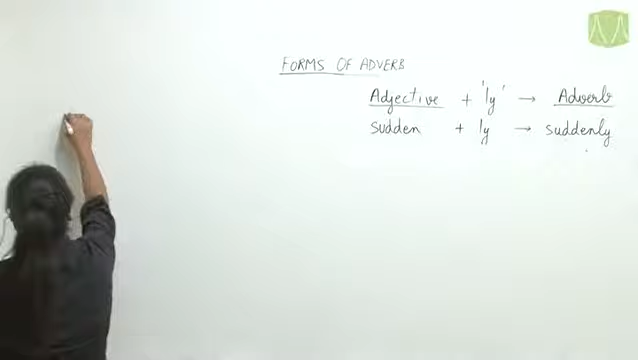 FORMS OF ADVERB
Adjective + 'ly' → Adverb
sudden + ly → suddenly